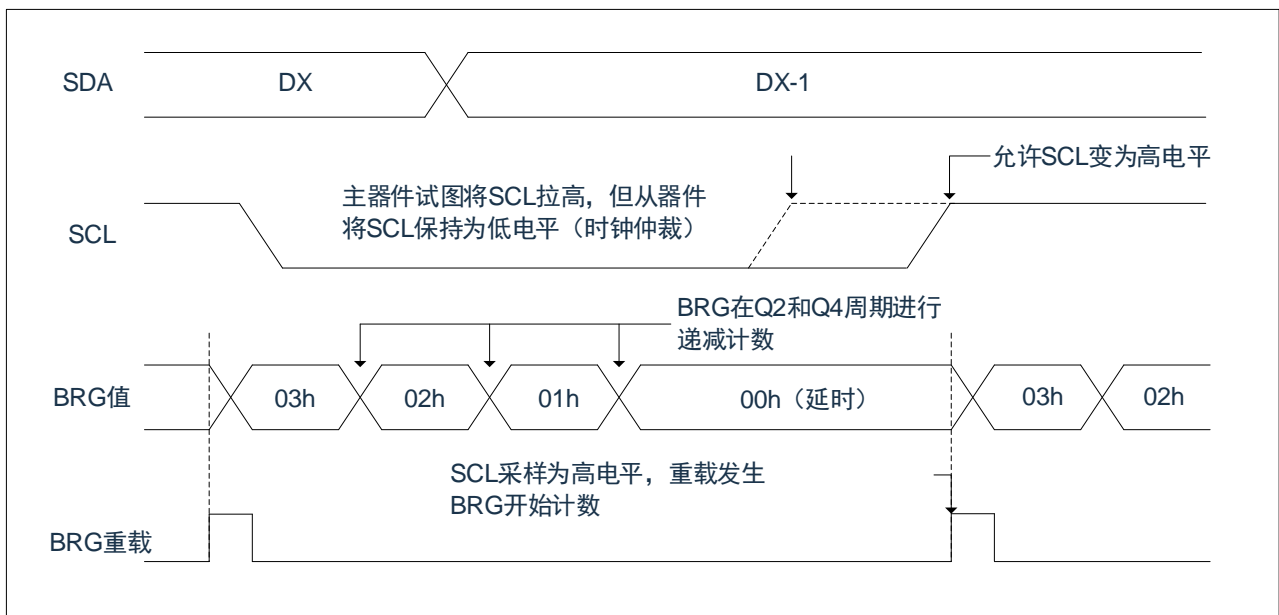 SDA
DX
DX-1
允许SCL变为高电平
主器件试图将SCL拉高，但从器件
将SCL保持为低电平（时钟仲裁）
SCL
BRG在Q2和Q4周期进行
递减计数
BRG值
03h
02h
01h
00h（延时）
03h
02h
SCL采样为高电平，重载发生
BRG开始计数
BRG重载